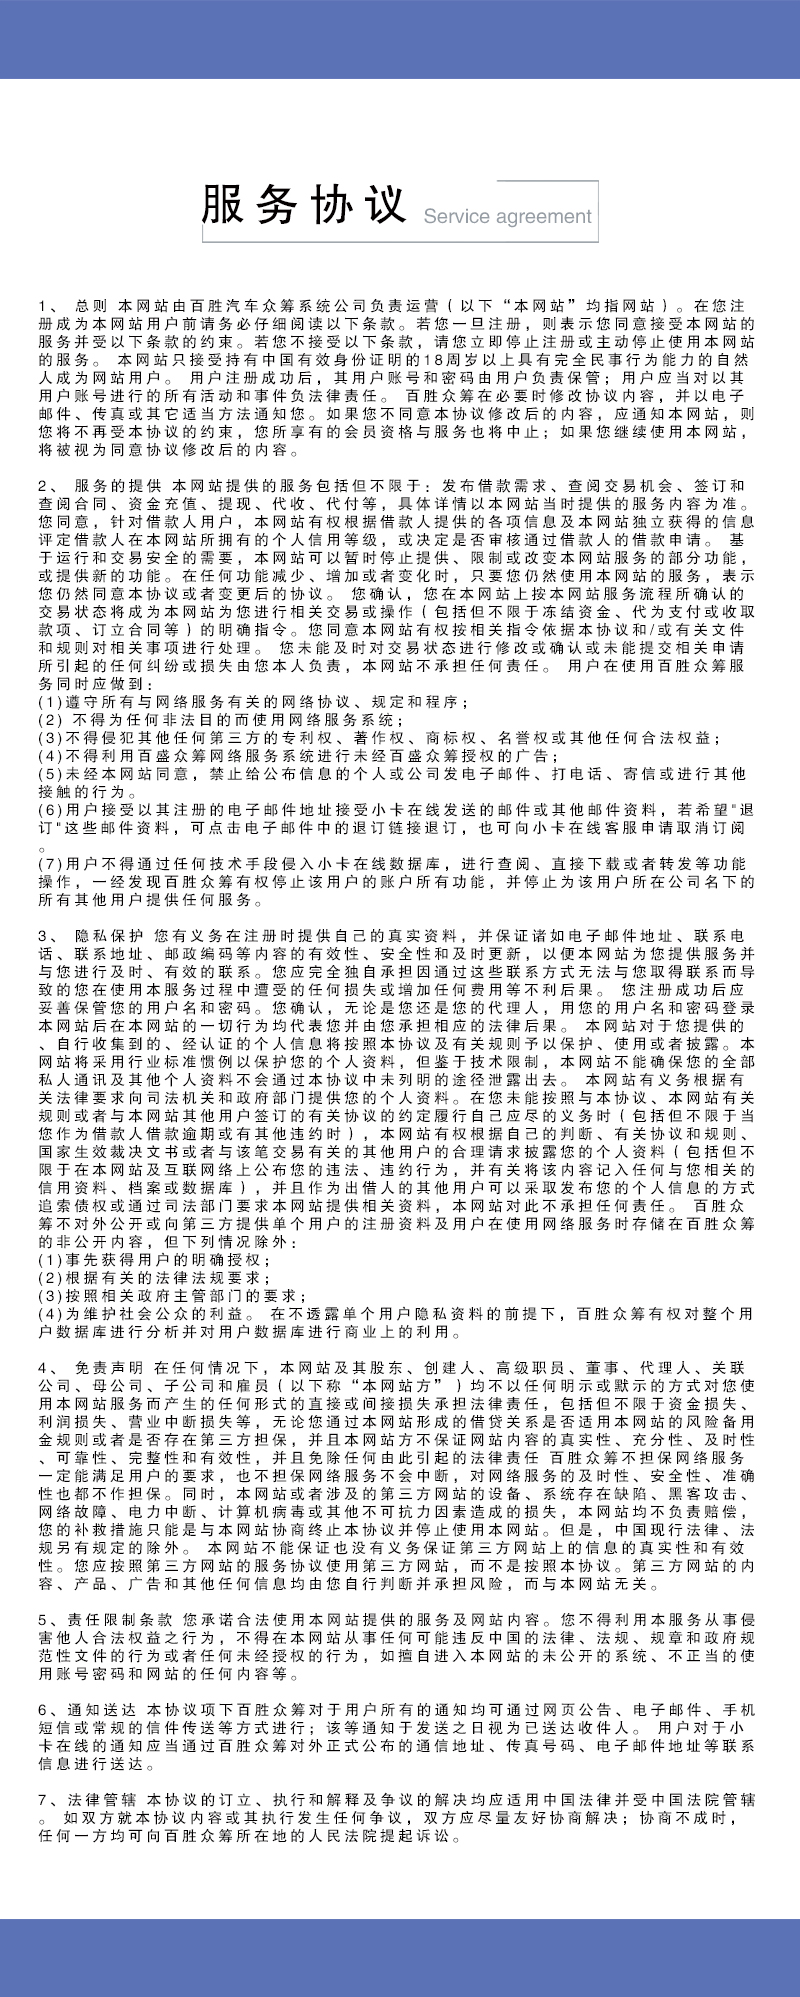 服务协议 Service agreement
1、 总则 本网站由百胜汽车众筹系统公司负责运营（以下“本网站”均指网站）。在您注
册成为本网站用户前请务必仔细阅读以下条款。若您一旦注册，则表示您同意接受本网站的
服务并受以下条款的约束。若您不接受以下条款，请您立即停止注册或主动停止使用本网站
的服务。 本网站只接受持有中国有效身份证明的18周岁以上具有完全民事行为能力的自然
人成为网站用户。 用户注册成功后，其用户账号和密码由用户负责保管；用户应当对以其
用户账号进行的所有活动和事件负法律责任。 百胜众筹在必要时修改协议内容，并以电子
邮件、传真或其它适当方法通知您。如果您不同意本协议修改后的内容，应通知本网站，则
您将不再受本协议的约束，您所享有的会员资格与服务也将中止；如果您继续使用本网站，
将被视为同意协议修改后的内容。
2、 服务的提供 本网站提供的服务包括但不限于：发布借款需求、查阅交易机会、签订和
查阅合同、资金充值、提现、代收、代付等，具体详情以本网站当时提供的服务内容为准。
您同意，针对借款人用户，本网站有权根据借款人提供的各项信息及本网站独立获得的信息
评定借款人在本网站所拥有的个人信用等级，或决定是否审核通过借款人的借款申请。 基
于运行和交易安全的需要，本网站可以暂时停止提供、限制或改变本网站服务的部分功能，
或提供新的功能。在任何功能减少、增加或者变化时，只要您仍然使用本网站的服务，表示
您仍然同意本协议或者变更后的协议。 您确认，您在本网站上按本网站服务流程所确认的
交易状态将成为本网站为您进行相关交易或操作（包括但不限于冻结资金、代为支付或收取
款项、订立合同等）的明确指令。您同意本网站有权按相关指令依据本协议和/或有关文件
和规则对相关事项进行处理。 您未能及时对交易状态进行修改或确认或未能提交相关申请
所引起的任何纠纷或损失由您本人负责，本网站不承担任何责任。 用户在使用百胜众筹服
务同时应做到：
(1)遵守所有与网络服务有关的网络协议、规定和程序；
(2) 不得为任何非法目的而使用网络服务系统；
(3)不得侵犯其他任何第三方的专利权、著作权、商标权、名誉权或其他任何合法权益；
(4)不得利用百盛众筹网络服务系统进行未经百盛众筹授权的广告；
(5)未经本网站同意，禁止给公布信息的个人或公司发电子邮件、打电话、寄信或进行其他
接触的行为。
(6)用户接受以其注册的电子邮件地址接受小卡在线发送的邮件或其他邮件资料，若希望"退
订"这些邮件资料，可点击电子邮件中的退订链接退订，也可向小卡在线客服申请取消订阅
。
(7)用户不得通过任何技术手段侵入小卡在线数据库，进行查阅、直接下载或者转发等功能
操作，一经发现百胜众筹有权停止该用户的账户所有功能，并停止为该用户所在公司名下的
所有其他用户提供任何服务。
3、 隐私保护 您有义务在注册时提供自己的真实资料，并保证诸如电子邮件地址、联系电
话、联系地址、邮政编码等内容的有效性、安全性和及时更新，以便本网站为您提供服务并
与您进行及时、有效的联系。您应完全独自承担因通过这些联系方式无法与您取得联系而导
致的您在使用本服务过程中遭受的任何损失或增加任何费用等不利后果。 您注册成功后应
妥善保管您的用户名和密码。您确认，无论是您还是您的代理人，用您的用户名和密码登录
本网站后在本网站的一切行为均代表您并由您承担相应的法律后果。 本网站对于您提供的
、自行收集到的、经认证的个人信息将按照本协议及有关规则予以保护、使用或者披露。本
网站将采用行业标准惯例以保护您的个人资料，但鉴于技术限制，本网站不能确保您的全部
私人通讯及其他个人资料不会通过本协议中未列明的途径泄露出去。 本网站有义务根据有
关法律要求向司法机关和政府部门提供您的个人资料。在您未能按照与本协议、本网站有关
规则或者与本网站其他用户签订的有关协议的约定履行自己应尽的义务时（包括但不限于当
您作为借款人借款逾期或有其他违约时），本网站有权根据自己的判断、有关协议和规则、
国家生效裁决文书或者与该笔交易有关的其他用户的合理请求披露您的个人资料（包括但不
限于在本网站及互联网络上公布您的违法、违约行为，并有关将该内容记入任何与您相关的
信用资料、档案或数据库），并且作为出借人的其他用户可以采取发布您的个人信息的方式
追索债权或通过司法部门要求本网站提供相关资料，本网站对此不承担任何责任。 百胜众
筹不对外公开或向第三方提供单个用户的注册资料及用户在使用网络服务时存储在百胜众筹
的非公开内容，但下列情况除外：
(1)事先获得用户的明确授权；
(2)根据有关的法律法规要求；
(3)按照相关政府主管部门的要求；
(4)为维护社会公众的利益。 在不透露单个用户隐私资料的前提下，百胜众筹有权对整个用
户数据库进行分析并对用户数据库进行商业上的利用。
4、 免责声明 在任何情况下，本网站及其股东、创建人、高级职员、董事、代理人、关联
公司、母公司、子公司和雇员（以下称“本网站方”）均不以任何明示或默示的方式对您使
用本网站服务而产生的任何形式的直接或间接损失承担法律责任，包括但不限于资金损失、
利润损失、营业中断损失等，无论您通过本网站形成的借贷关系是否适用本网站的风险备用
金规则或者是否存在第三方担保，并且本网站方不保证网站内容的真实性、充分性、及时性
、可靠性、完整性和有效性，并且免除任何由此引起的法律责任 百胜众筹不担保网络服务
一定能满足用户的要求，也不担保网络服务不会中断，对网络服务的及时性、安全性、准确
性也都不作担保。同时，本网站或者涉及的第三方网站的设备、系统存在缺陷、黑客攻击、
网络故障、电力中断、计算机病毒或其他不可抗力因素造成的损失，本网站均不负责赔偿，
您的补救措施只能是与本网站协商终止本协议并停止使用本网站。但是，中国现行法律、法
规另有规定的除外。 本网站不能保证也没有义务保证第三方网站上的信息的真实性和有效
性。您应按照第三方网站的服务协议使用第三方网站，而不是按照本协议。第三方网站的内
容、产品、广告和其他任何信息均由您自行判断并承担风险，而与本网站无关。
5、责任限制条款 您承诺合法使用本网站提供的服务及网站内容。您不得利用本服务从事侵
害他人合法权益之行为，不得在本网站从事任何可能违反中国的法律、法规、规章和政府规
范性文件的行为或者任何未经授权的行为，如擅自进入本网站的未公开的系统、不正当的使
用账号密码和网站的任何内容等。
6、通知送达 本协议项下百胜众筹对于用户所有的通知均可通过网页公告、电子邮件、手机
短信或常规的信件传送等方式进行；该等通知于发送之日视为已送达收件人。 用户对于小
卡在线的通知应当通过百胜众筹对外正式公布的通信地址、传真号码、电子邮件地址等联系
信息进行送达。
7、法律管辖 本协议的订立、执行和解释及争议的解决均应适用中国法律并受中国法院管辖
。 如双方就本协议内容或其执行发生任何争议，双方应尽量友好协商解决；协商不成时，
任何一方均可向百胜众筹所在地的人民法院提起诉讼。